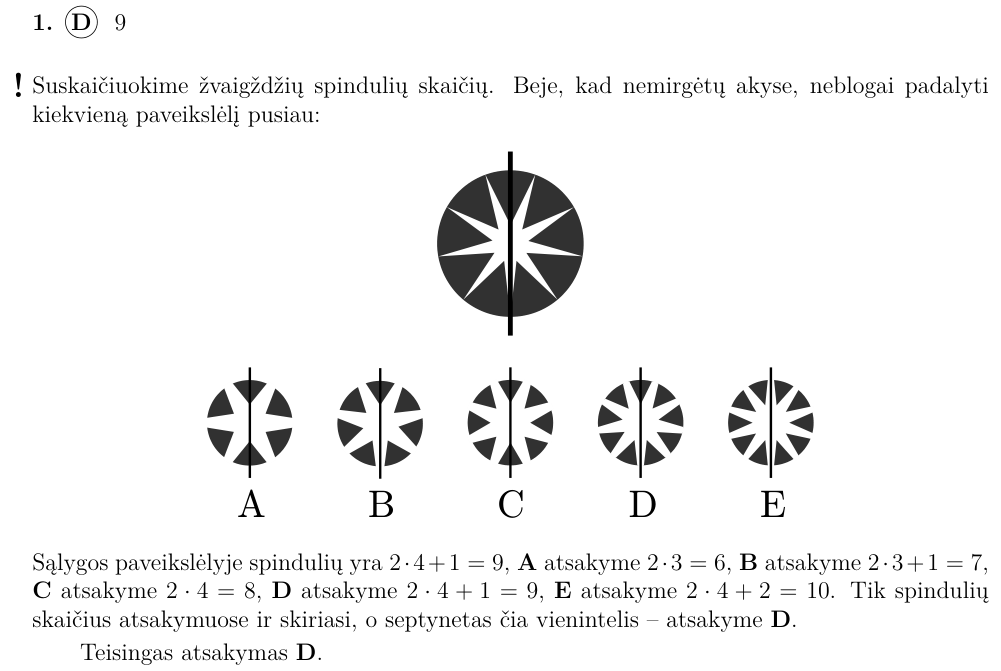 1. D 9
! Suskaičiuokime žvaigždžių spindulių skaičių. Beje, kad nemirgėtų akyse, neblogai padalyti
kiekvieną paveikslėlį pusiau:
A B C D E
Sąlygos paveikslėlyje spindulių yra 2·4+1 = 9, A atsakyme 2·3 = 6, B atsakyme 2·3+1 = 7,
C atsakyme 2 · 4 = 8, D atsakyme 2 · 4 + 1 = 9, E atsakyme 2 · 4 + 2 = 10. Tik spindulių
skaičius atsakymuose ir skiriasi, o septynetas čia vienintelis – atsakyme D.
Teisingas atsakymas D.